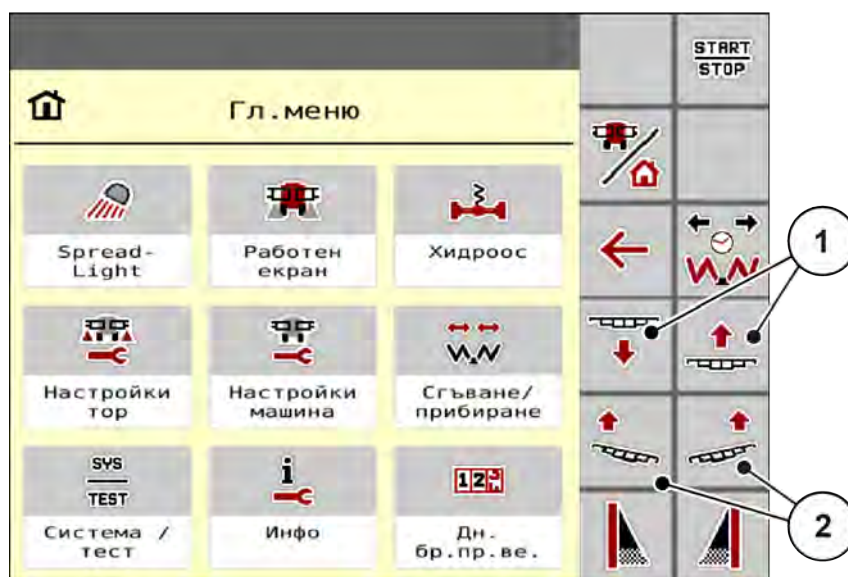 START
STOP
Гл.меню
Spread-
Light
Работен
екран
Хидроос
1
Настройки
тор
Настройки
машина
Сгъване/
прибиране
SYS
TEST
i
123
Система /
тест
Инфо
Дн.
бр.пр.ве.
2